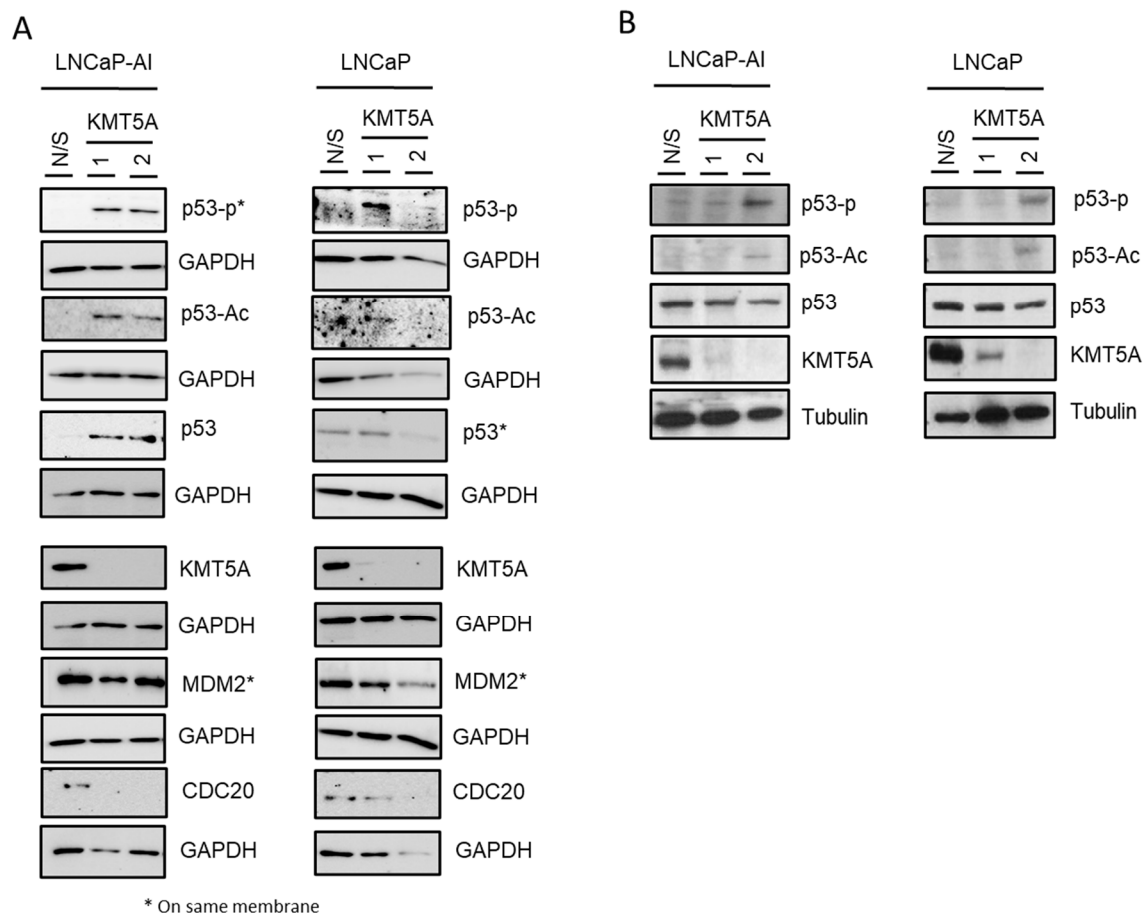 A
LNCaP-AI
KMT5A
N/S
1
2
p53-p*
GAPDH
p53-Ac
GAPDH
p53
GAPDH
KMT5A
GAPDH
MDM2*
GAPDH
CDC20
GAPDH
LNCaP
KMT5A
N/S
1
2
p53-p
GAPDH
p53-Ac
GAPDH
p53*
GAPDH
KMT5A
GAPDH
MDM2*
GAPDH
CDC20
GAPDH
* On same membrane
B
LNCaP-AI
KMT5A
N/S
1
2
p53-p
p53-Ac
p53
KMT5A
Tubulin
LNCaP
KMT5A
N/S
1
2
p53-p
p53-Ac
p53
KMT5A
Tubulin